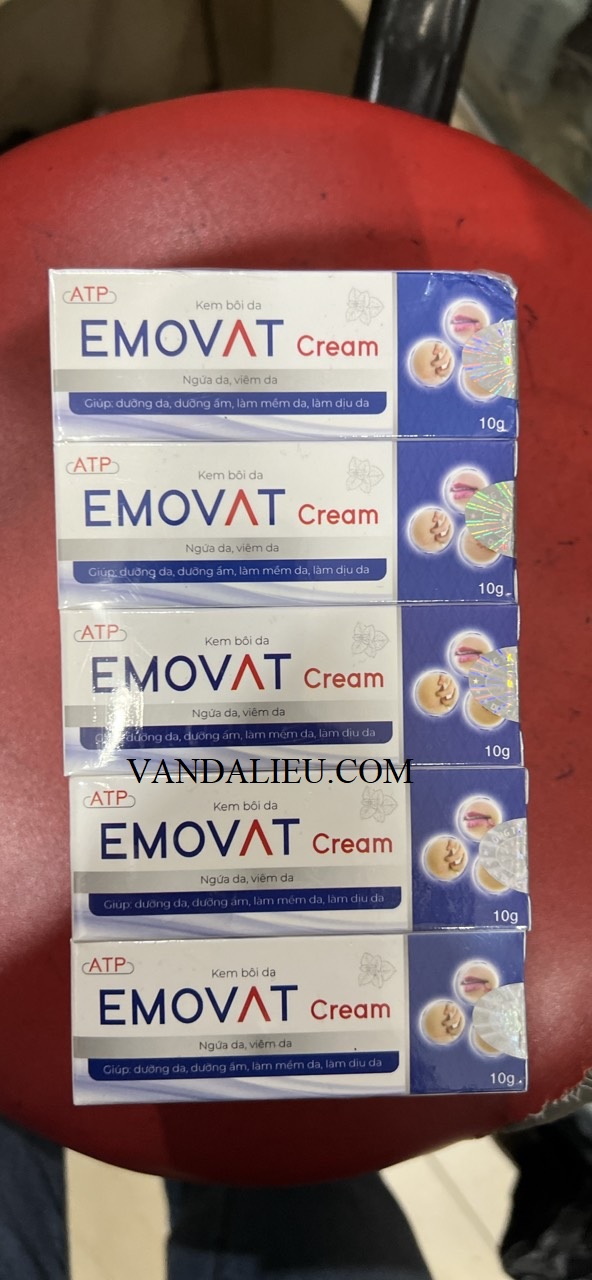 ATP
Kem bôi da
EMOVAT Cream
Ngứa da, viêm da
Giúp: dưỡng da, dưỡng ẩm, làm mềm da, làm dịu da
10g
ATP
Kem bôi da
EMOVAT Cream
Ngứa da, viêm da
Giúp: dưỡng da, dưỡng ẩm, làm mềm da, làm dịu da
10g
ATP
Kem bôi da
EMOVAT Cream
Ngứa da, viêm da
Giúp: dưỡng da, dưỡng ẩm, làm mềm da, làm dịu da
10g
VANDALIEU.COM
ATP
Kem bôi da
EMOVAT Cream
Ngứa da, viêm da
Giúp: dưỡng da, dưỡng ẩm, làm mềm da, làm dịu da
10g
ATP
Kem bôi da
EMOVAT Cream
Ngứa da, viêm da
Giúp: dưỡng da, dưỡng ẩm, làm mềm da, làm dịu da
10g